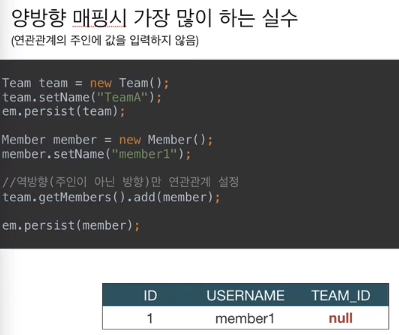 양방향 매핑시 가장 많이 하는 실수
(연관관계의 주인에 값을 입력하지 않음)
Team team = new Team();
team.setName("TeamA");
em.persist(team);
Member member = new Member();
member.setName("member1");
//역방향(주인이 아닌 방향)만 연관관계 설정
team.getMembers().add(member);
em.persist(member);
ID USERNAME TEAM_ID
1 member1 null